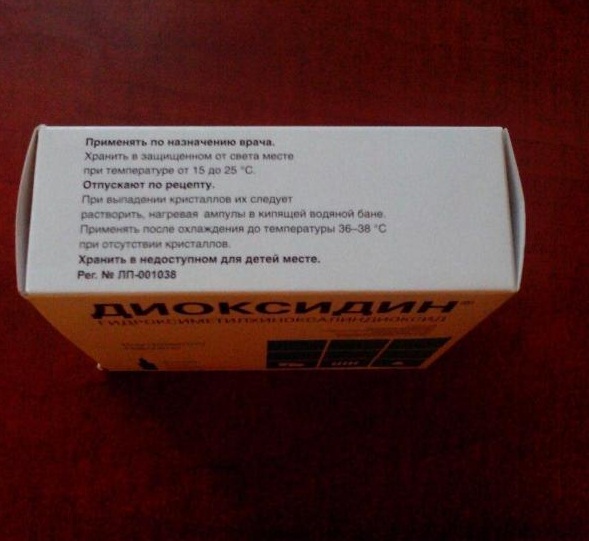 Применять по назначению врача.
Хранить в защищенном от света месте
при температуре от 15 до 25 °С.
Отпускают по рецепту.
При выпадении кристаллов их следует
растворить, нагревая ампулы в кипящей водяной бане.
Применять после охлаждения до температуры 36–38 °С
при отсутствии кристаллов.
Хранить в недоступном для детей месте.
Рег. № ЛП-001038
ДИОКСИДИН®
ГИДРОКСИМЕТИЛХИНОКСАЛИНДИОКСИД